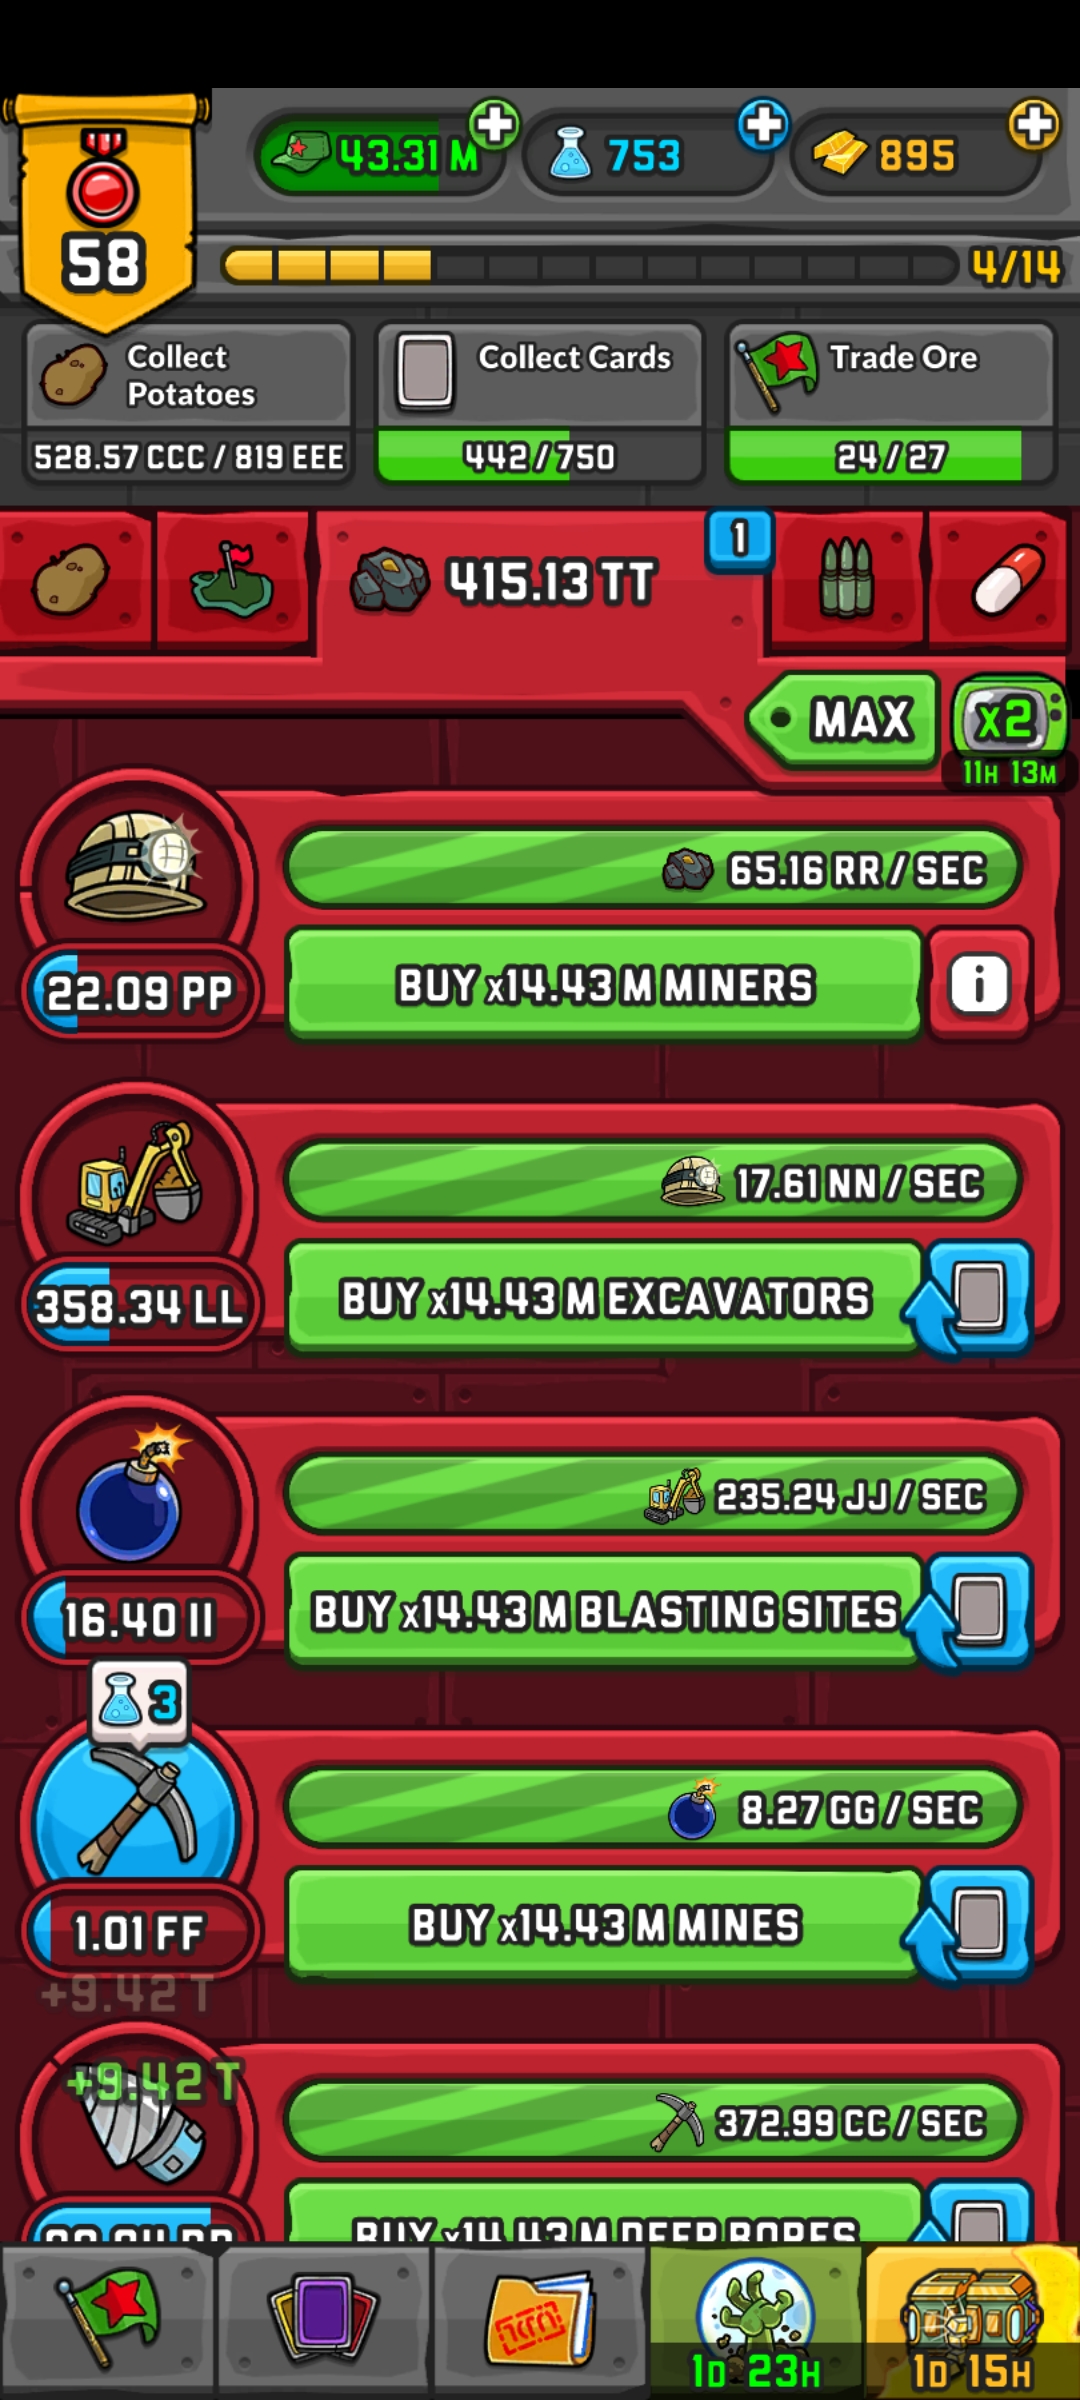 43.31 M
753
895
58
4/14
Collect
Potatoes
Collect Cards
Trade Ore
528.57 CCC / 819 EEE
442/750
24/27
415.13 TT
1
MAX
x2
11H 13M
65.16 RR / SEC
22.09 PP
BUY x14.43 M MINERS
i
17.61 NN / SEC
358.34 LL
BUY x14.43 M EXCAVATORS
235.24 JJ / SEC
16.40 II
BUY x14.43 M BLASTING SITES
3
8.27 GG / SEC
1.01 FF
BUY x14.43 M MINES
+9.42 T
+9.42 T
372.99 CC / SEC
BUY x14.43 M DEEP BORES
1D 23H
1D 15H